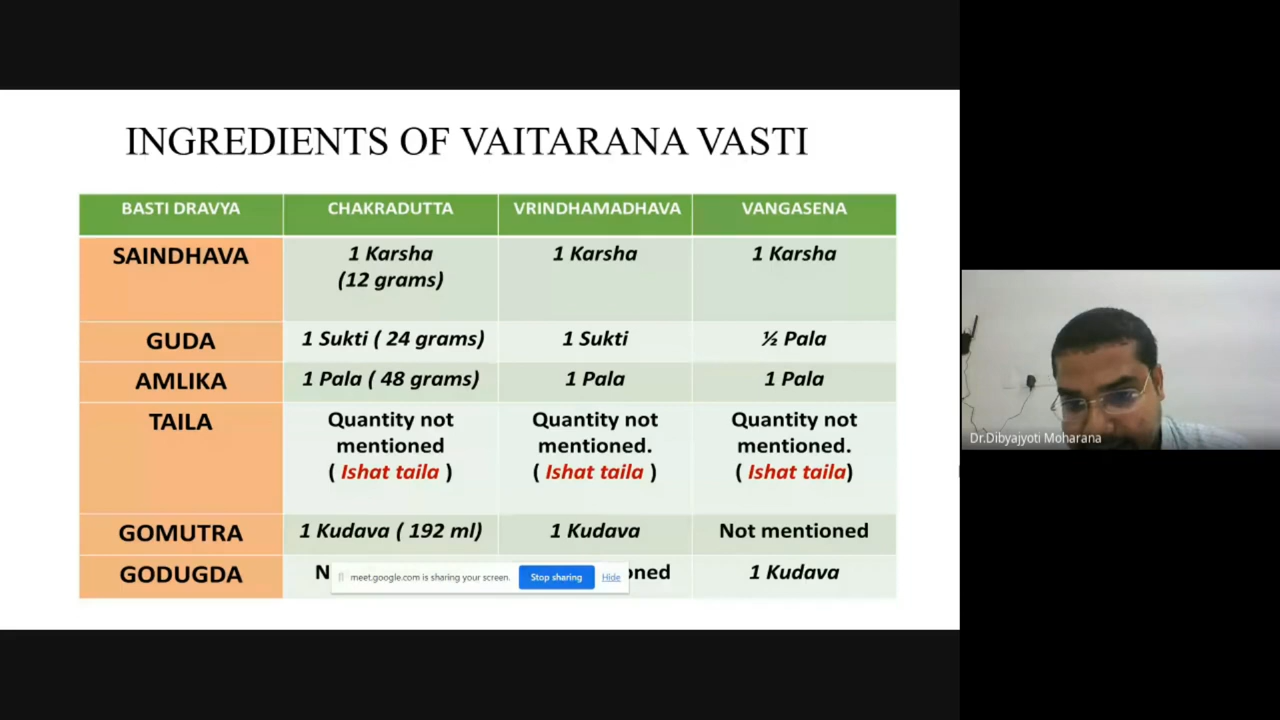 INGREDIENTS OF VAITARANA VASTI
BASTI DRAVYA CHAKRADUTTA VRINDHAMADHAVA VANGASENA
SAINDHAVA 1 Karsha 1 Karsha 1 Karsha
(12 grams)
GUDA 1 Sukti ( 24 grams) 1 Sukti ½ Pala
AMLIKA 1 Pala ( 48 grams) 1 Pala 1 Pala
TAILA Quantity not Quantity not Quantity not
mentioned mentioned. mentioned.
( Ishat taila ) ( Ishat taila ) ( Ishat taila)
GOMUTRA 1 Kudava ( 192 ml) 1 Kudava Not mentioned
GODUGDA 1 Kudava
meet.google.com is sharing your screen. Stop sharing Hide
Dr.Dibyajyoti Moharana